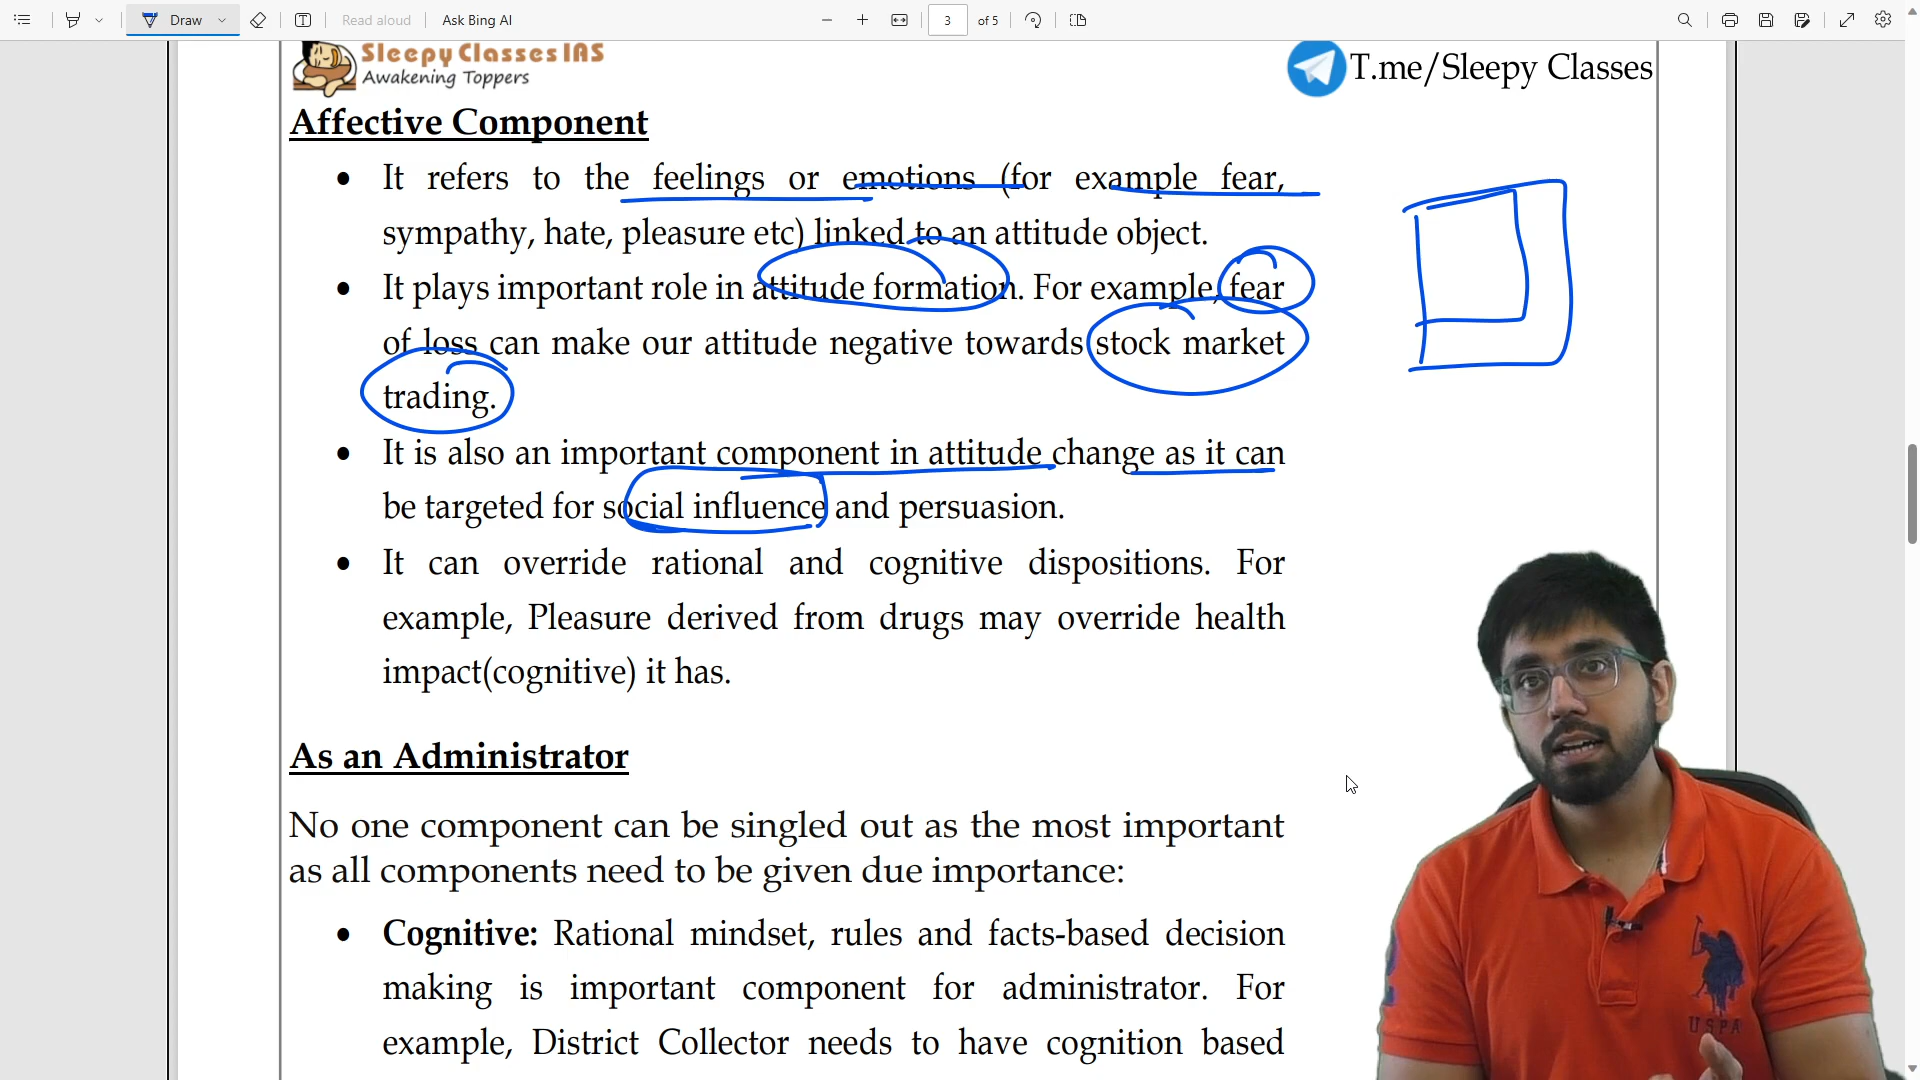 Draw
Read aloud
Ask Bing AI
3
of 5
Sleepy Classes IAS
Awakening Toppers
T.me/Sleepy Classes
Affective Component
• It refers to the feelings or emotions (for example fear,
sympathy, hate, pleasure etc) linked to an attitude object.
• It plays important role in attitude formation. For example, fear
of loss can make our attitude negative towards stock market
trading.
• It is also an important component in attitude change as it can
be targeted for social influence and persuasion.
• It can override rational and cognitive dispositions. For
example, Pleasure derived from drugs may override health
impact(cognitive) it has.
As an Administrator
No one component can be singled out as the most important
as all components need to be given due importance:
• Cognitive: Rational mindset, rules and facts-based decision
making is important component for administrator. For
example, District Collector needs to have cognition based
USPA